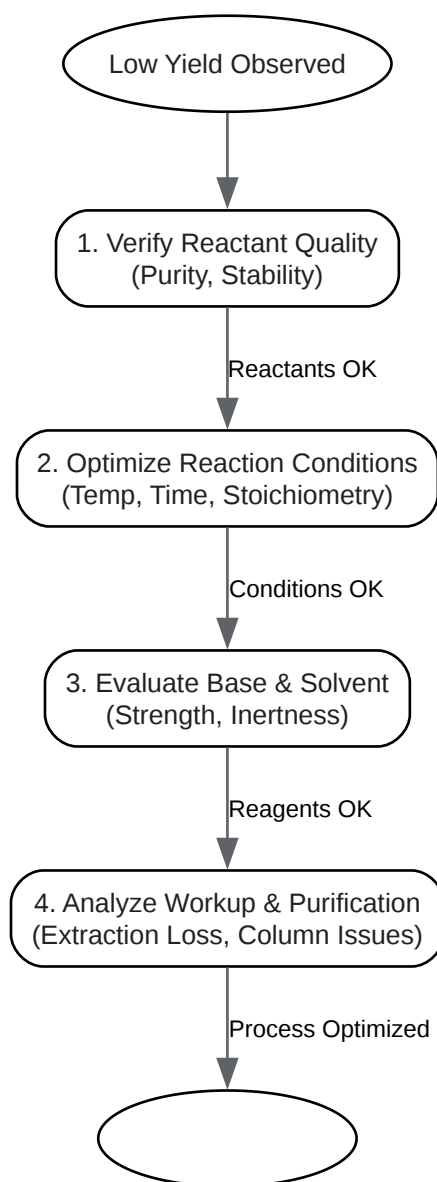 Low Yield Observed
1. Verify Reactant Quality
(Purity, Stability)
Reactants OK
2. Optimize Reaction Conditions
(Temp, Time, Stoichiometry)
Conditions OK
3. Evaluate Base & Solvent
(Strength, Inertness)
Reagents OK
4. Analyze Workup & Purification
(Extraction Loss, Column Issues)
Process Optimized